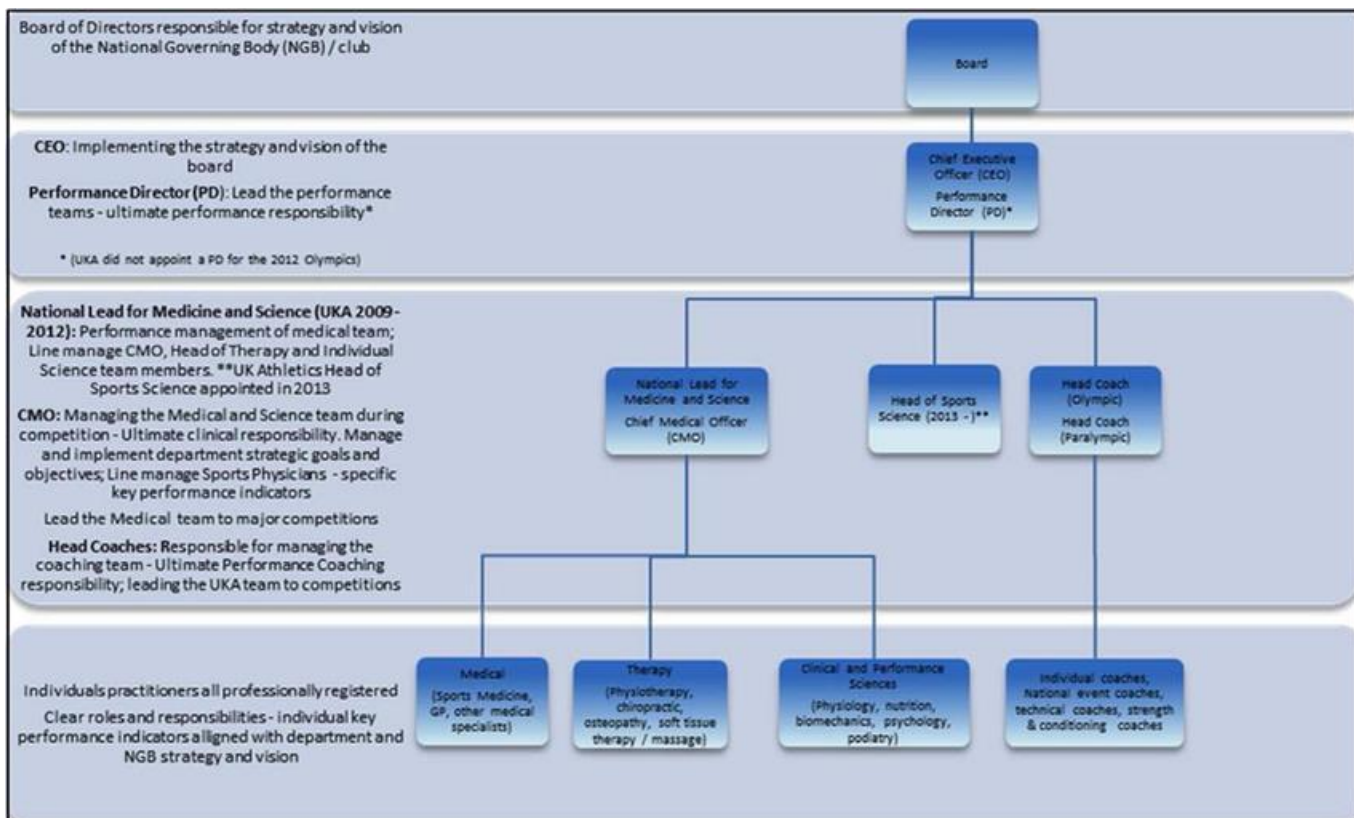 Board of Directors responsible for strategy and vision
of the National Governing Body (NGB) / club
Board
CEO: Implementing the strategy and vision of the
board
Performance Director (PD): Lead the performance
teams - ultimate performance responsibility*
* (UKA did not appoint a PD for the 2012 Olympics)
Chief Executive
Officer (CEO)
Performance
Director (PD)*
National Lead for Medicine and Science (UKA 2009-
2012): Performance management of medical team;
Line manage CMO, Head of Therapy and Individual
Science team members. **UK Athletics Head of
Sports Science appointed in 2013
CMO: Managing the Medical and Science team during
competition - Ultimate clinical responsibility. Manage
and implement department strategic goals and
objectives; Line manage Sports Physicians - specific
key performance indicators
Lead the Medical team to major competitions
Head Coaches: Responsible for managing the
coaching team - Ultimate Performance Coaching
responsibility; leading the UKA team to competitions
National Lead for
Medicine and Science
Chief Medical Officer
(CMO)
Head of Sports
Science (2013 - )**
Head Coach
(Olympic)
Head Coach
(Paralympic)
Individuals practitioners all professionally registered
Clear roles and responsibilities - individual key
performance indicators alligned with department and
NGB strategy and vision
Medical
(Sports Medicine,
GP, other medical
specialists)
Therapy
(Physiotherapy,
chiropractic,
osteopathy, soft tissue
therapy / massage)
Clinical and Performance
Sciences
(Physiology, nutrition,
biomechanics, psychology,
podiatry)
Individual coaches,
National event coaches,
technical coaches, strength
& conditioning coaches